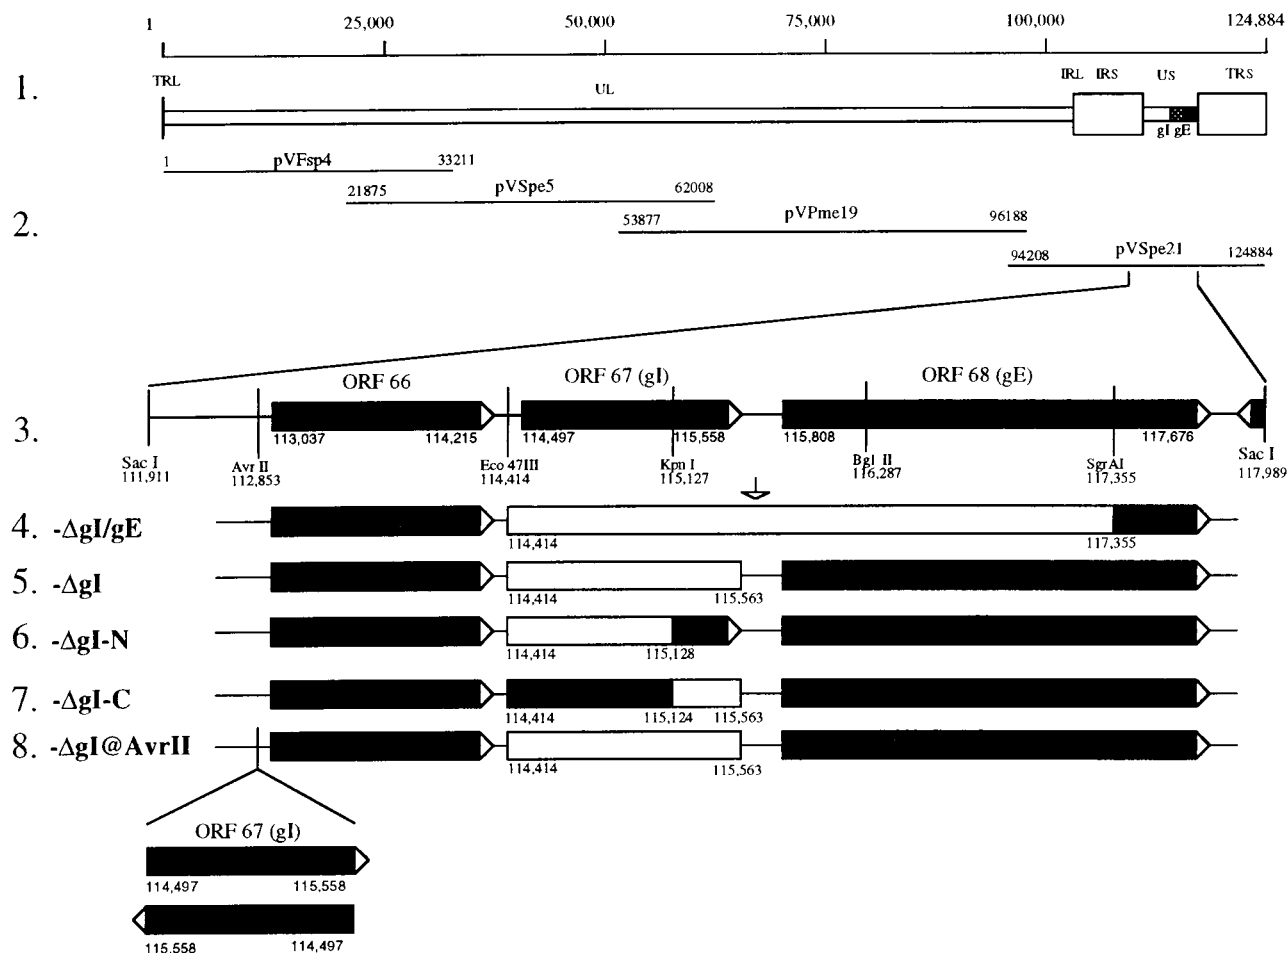 1 25,000 50,000 75,000 100,000 124,884
1. TRL UL IRL IRS US TRS
gI gE
2.
1 pVFsp4 33211
21875 pVSpe5 62008
53877 pVPme19 96188
94208 pVSpe21 124884
3.
ORF 66 ORF 67 (gI) ORF 68 (gE)
113,037 114,215 114,497 115,558 115,808 117,676
Sac I Avr II Eco 47III Kpn I Bgl II SgrAI Sac I
111,911 112,853 114,414 115,127 116,287 117,355 117,989
4. -ΔgI/gE
114,414 117,355
5. -ΔgI
114,414 115,563
6. -ΔgI-N
114,414 115,128
7. -ΔgI-C
114,414 115,124 115,563
8. -ΔgI@AvrII
114,414 115,563
ORF 67 (gI)
114,497 115,558
115,558 114,497